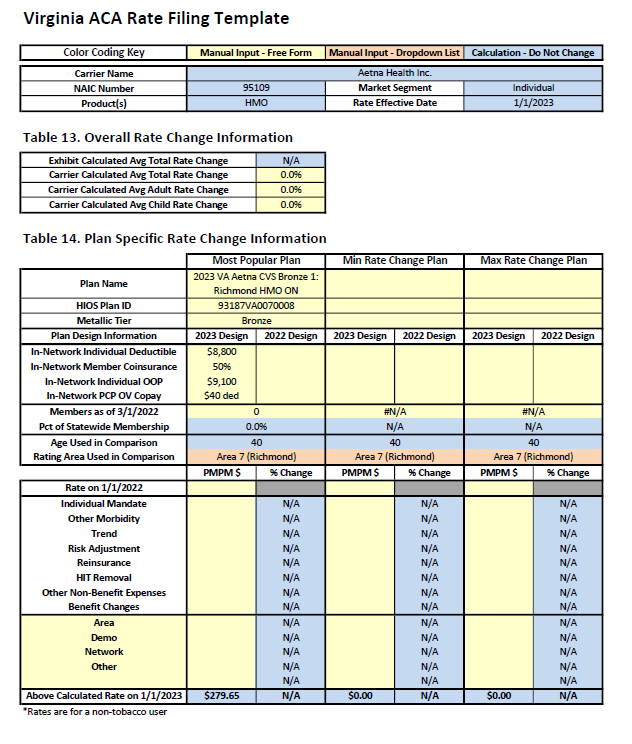 Virginia ACA Rate Filing Template
Color Coding Key Manual Input - Free Form Manual Input - Dropdown List Calculation - Do Not Change
Carrier Name Aetna Health Inc.
NAIC Number 95109 Market Segment Individual
Product(s) HMO Rate Effective Date 1/1/2023
Table 13. Overall Rate Change Information
Exhibit Calculated Avg Total Rate Change N/A
Carrier Calculated Avg Total Rate Change 0.0%
Carrier Calculated Avg Adult Rate Change 0.0%
Carrier Calculated Avg Child Rate Change 0.0%
Table 14. Plan Specific Rate Change Information
Most Popular Plan Min Rate Change Plan Max Rate Change Plan
Plan Name 2023 VA Aetna CVS Bronze 1:
Richmond HMO ON
HIOS Plan ID 93187VA0070008
Metallic Tier Bronze
Plan Design Information 2023 Design 2022 Design 2023 Design 2022 Design 2023 Design 2022 Design
In-Network Individual Deductible $8,800
In-Network Member Coinsurance 50%
In-Network Individual OOP $9,100
In-Network PCP OV Copay $40 ded
Members as of 3/1/2022 0 #N/A #N/A
Pct of Statewide Membership 0.0% N/A N/A
Age Used in Comparison 40 40 40
Rating Area Used in Comparison Area 7 (Richmond) Area 7 (Richmond) Area 7 (Richmond)
PMPM $ % Change PMPM $ % Change PMPM $ % Change
Rate on 1/1/2022
Individual Mandate N/A N/A N/A
Other Morbidity N/A N/A N/A
Trend N/A N/A N/A
Risk Adjustment N/A N/A N/A
Reinsurance N/A N/A N/A
HIT Removal N/A N/A N/A
Other Non-Benefit Expenses N/A N/A N/A
Benefit Changes N/A N/A N/A
Area N/A N/A N/A
Demo N/A N/A N/A
Network N/A N/A N/A
Other N/A N/A N/A
N/A N/A N/A
Above Calculated Rate on 1/1/2023 $279.65 N/A $0.00 N/A $0.00 N/A
*Rates are for a non-tobacco user